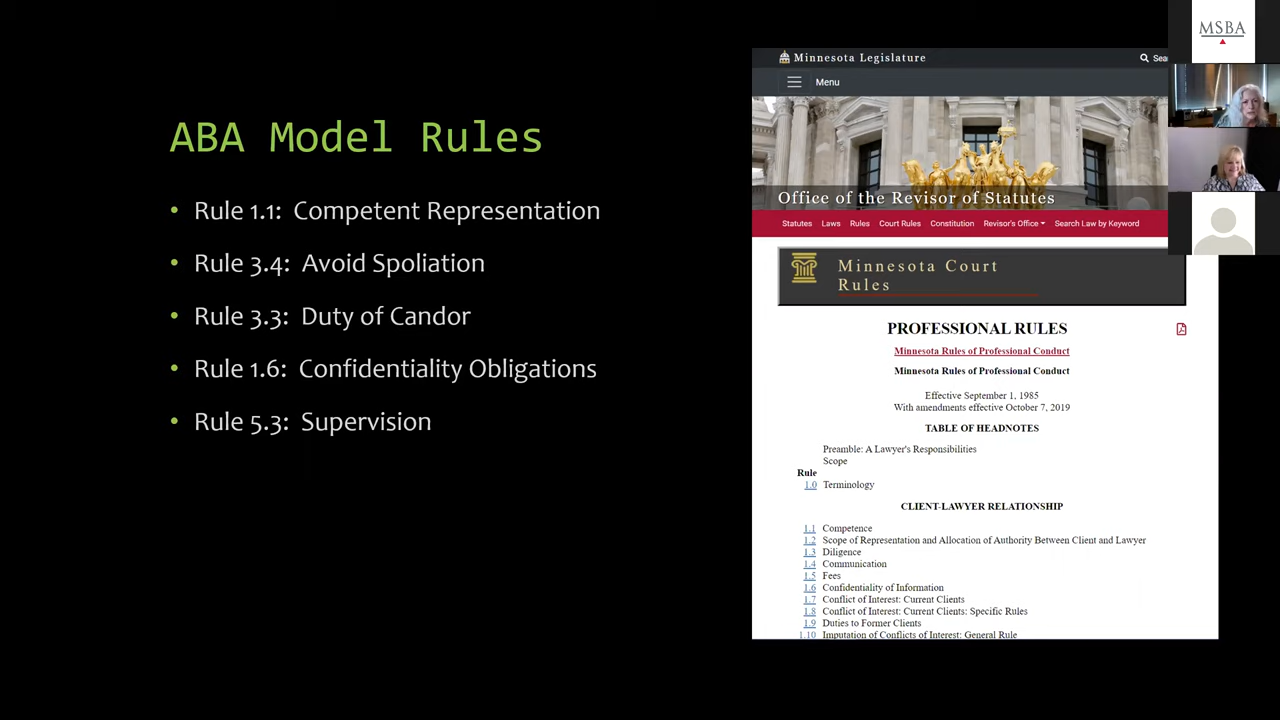 ABA Model Rules
• Rule 1.1: Competent Representation
• Rule 3.4: Avoid Spoliation
• Rule 3.3: Duty of Candor
• Rule 1.6: Confidentiality Obligations
• Rule 5.3: Supervision
Minnesota Legislature
Menu
Office of the Revisor of Statutes
Statutes Laws Rules Court Rules Constitution Revisor's Office Search Law by Keyword
Minnesota Court
Rules
PROFESSIONAL RULES
Minnesota Rules of Professional Conduct
Minnesota Rules of Professional Conduct
Effective September 1, 1985
With amendments effective October 7, 2019
TABLE OF HEADNOTES
Preamble: A Lawyer's Responsibilities
Scope
Rule
1.0 Terminology
CLIENT-LAWYER RELATIONSHIP
1.1 Competence
1.2 Scope of Representation and Allocation of Authority Between Client and Lawyer
1.3 Diligence
1.4 Communication
1.5 Fees
1.6 Confidentiality of Information
1.7 Conflict of Interest: Current Clients
1.8 Conflict of Interest: Current Clients: Specific Rules
1.9 Duties to Former Clients
1.10 Imputation of Conflicts of Interest: General Rule
MSBA